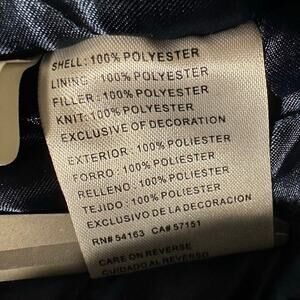 SHELL: 100% POLYESTER
LINING : 100% POLYESTER
FILLER : 100% POLYESTER
KNIT: 100% POLYESTER
EXCLUSIVE OF DECORATION
EXTERIOR : 100% POLIESTER
FORRO : 100% POLIESTER
RELLENO : 100% POLIESTER
TEJIDO : 100% POLIESTER
EXCLUSIVO DE LA DECORACION
RN# 54163 CA# 57151
CARE ON REVERSE
CUIDADO AL REVERSO